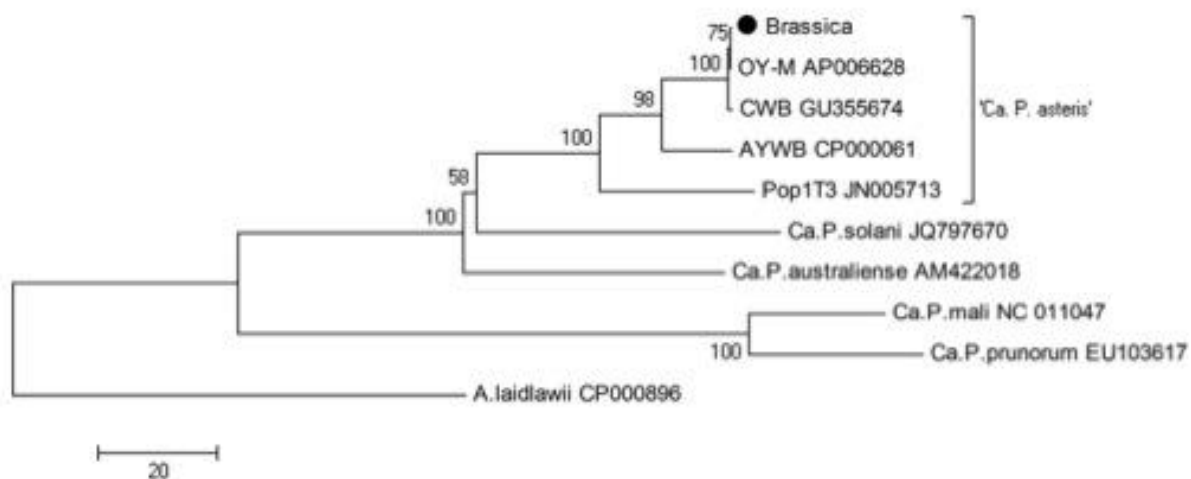 75
Brassica
100
OY-M AP006628
98
CWB GU355674
'Ca. P. asteris'
100
AYWB CP000061
58
Pop1T3 JN005713
100
Ca.P.solani JQ797670
Ca.P.australiense AM422018
Ca.P.mali NC 011047
100
Ca.P.prunorum EU103617
A.laidlawii CP000896
20